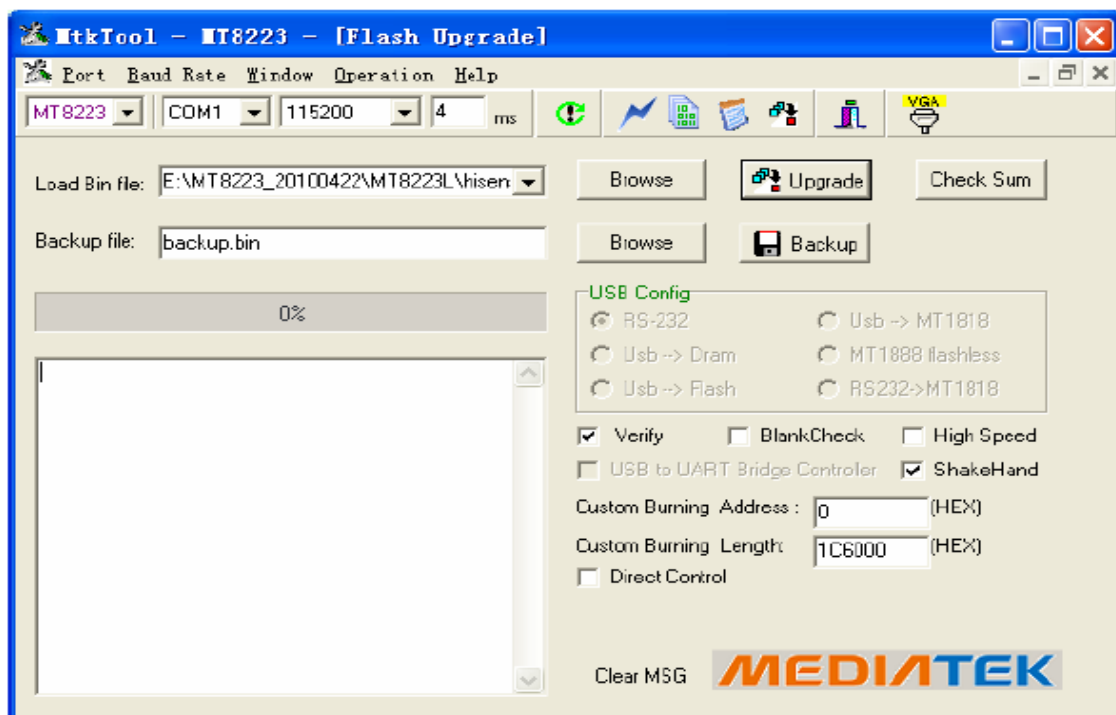 MtkTool - MT8223 - [Flash Upgrade]
Port Baud Rate Window Operation Help
MT8223 COM1 115200 4 ms VGA
Load Bin file: E:\MT8223_20100422\MT8223L\hisen Browse Upgrade Check Sum
Backup file: backup.bin Browse Backup
0%
USB Config
RS-232 Usb --> MT1818
Usb --> Dram MT1888 flashless
Usb --> Flash RS232->MT1818
Verify BlankCheck High Speed
USB to UART Bridge Controller ShakeHand
Custom Burning Address : 0 (HEX)
Custom Burning Length: 1C6000 (HEX)
Direct Control
Clear MSG MEDIATEK